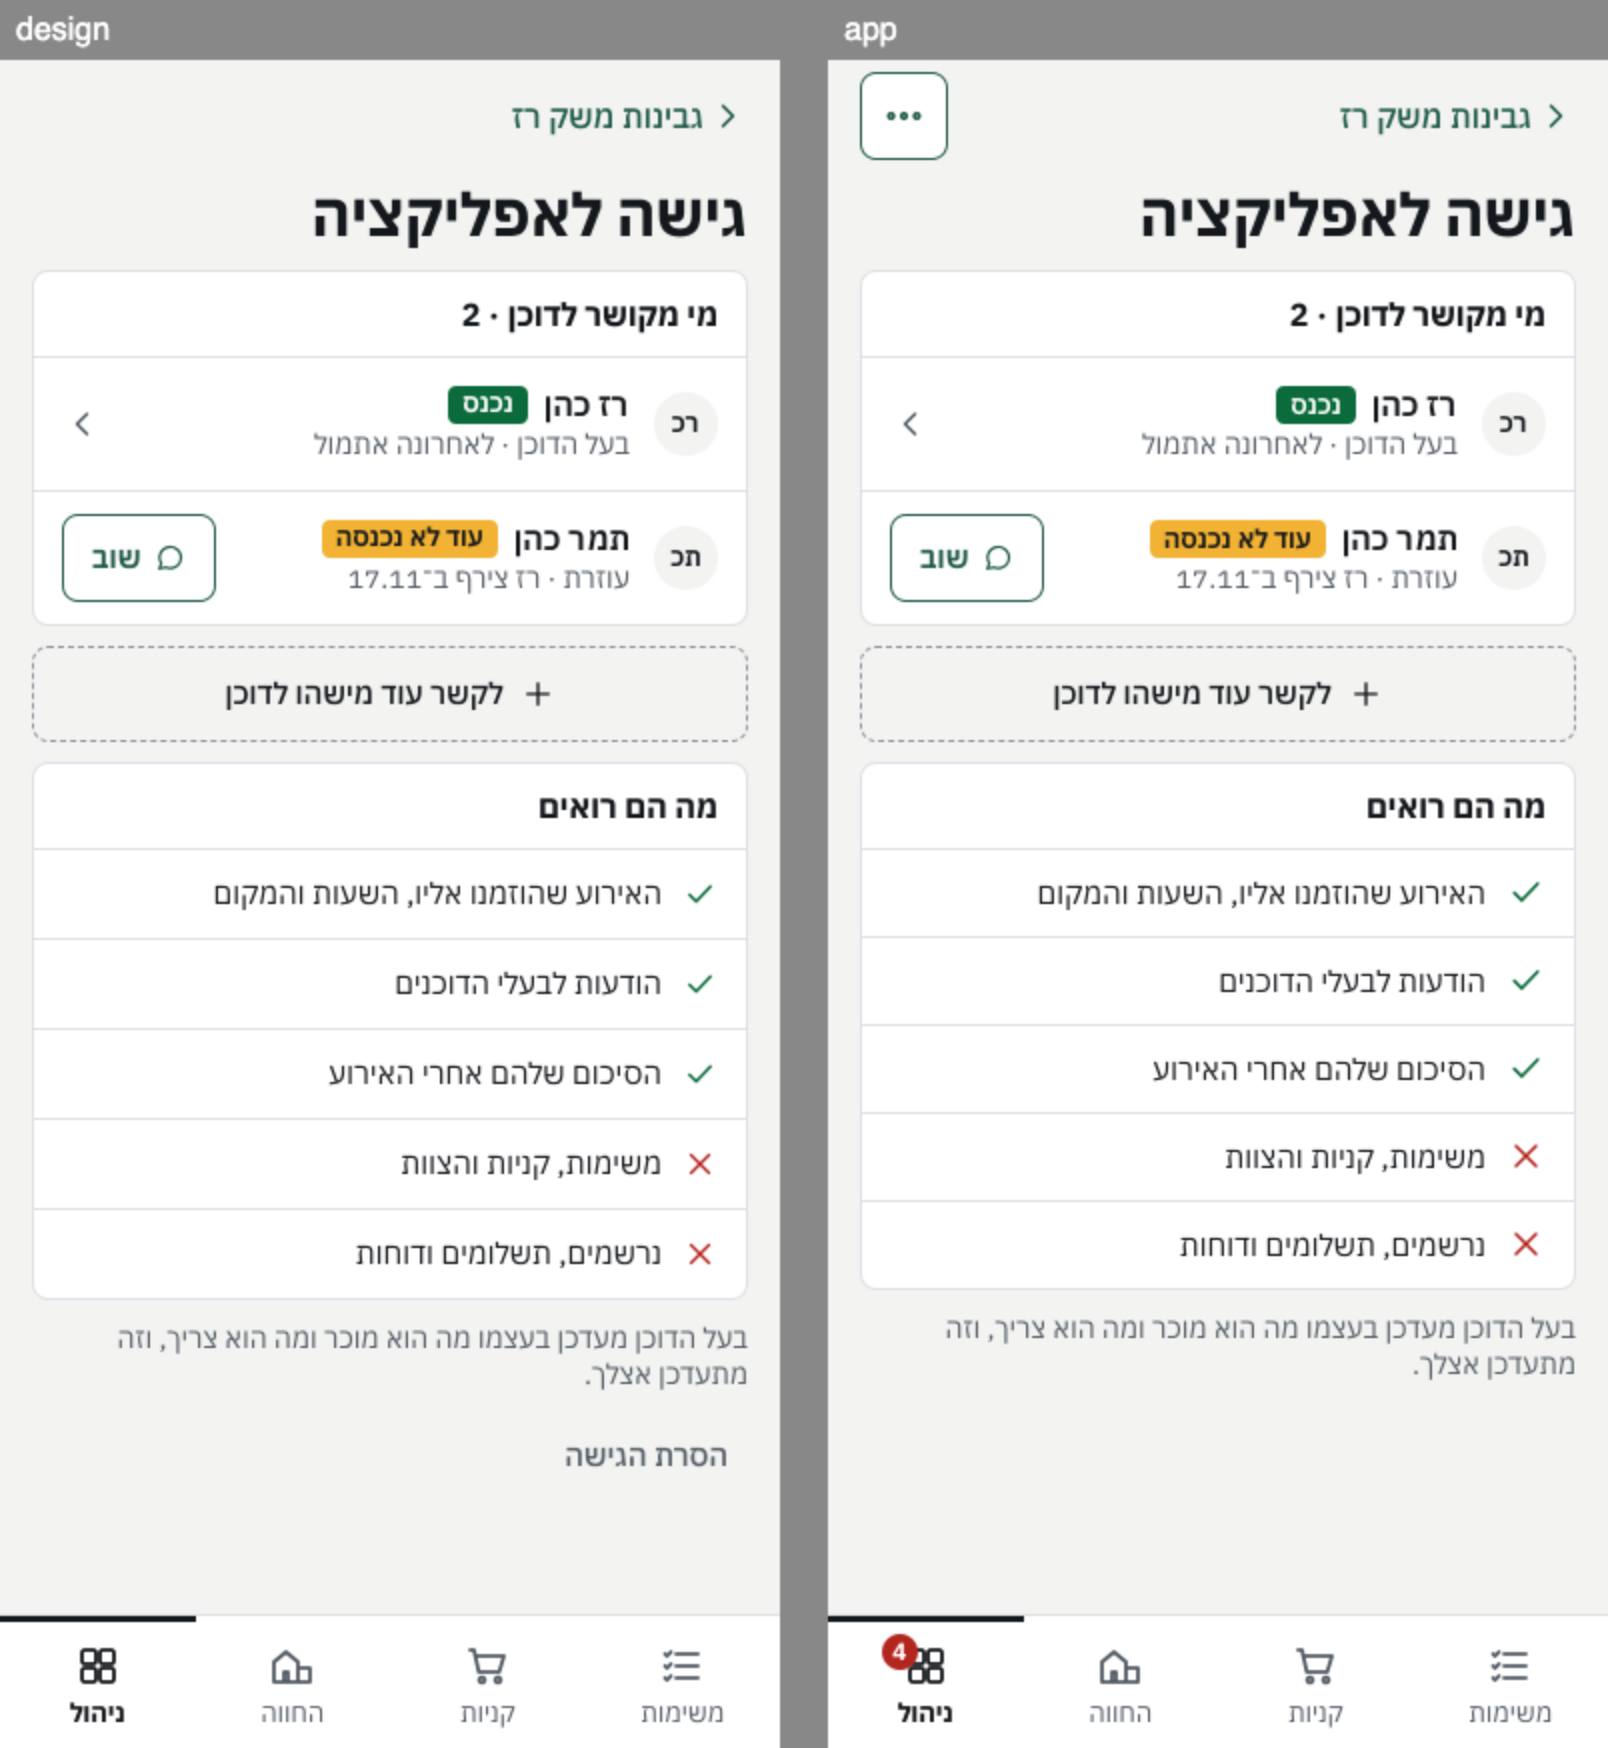 design
גבינות משק רז
גישה לאפליקציה
מי מקושר לדוכן · 2
רכ
רז כהן נכנס
בעל הדוכן · לאחרונה אתמול
תכ
תמר כהן עוד לא נכנסה
עוזרת · רז צירף ב־17.11
שוב
לקשר עוד מישהו לדוכן
מה הם רואים
האירוע שהוזמנו אליו, השעות והמקום
הודעות לבעלי הדוכנים
הסיכום שלהם אחרי האירוע
משימות, קניות והצוות
נרשמים, תשלומים ודוחות
בעל הדוכן מעדכן בעצמו מה הוא מוכר ומה הוא צריך, וזה
מתעדכן אצלך.
הסרת הגישה
משימות
קניות
החווה
ניהול
app
גבינות משק רז
גישה לאפליקציה
מי מקושר לדוכן · 2
רכ
רז כהן נכנס
בעל הדוכן · לאחרונה אתמול
תכ
תמר כהן עוד לא נכנסה
עוזרת · רז צירף ב־17.11
שוב
לקשר עוד מישהו לדוכן
מה הם רואים
האירוע שהוזמנו אליו, השעות והמקום
הודעות לבעלי הדוכנים
הסיכום שלהם אחרי האירוע
משימות, קניות והצוות
נרשמים, תשלומים ודוחות
בעל הדוכן מעדכן בעצמו מה הוא מוכר ומה הוא צריך, וזה
מתעדכן אצלך.
משימות
קניות
החווה
4
ניהול